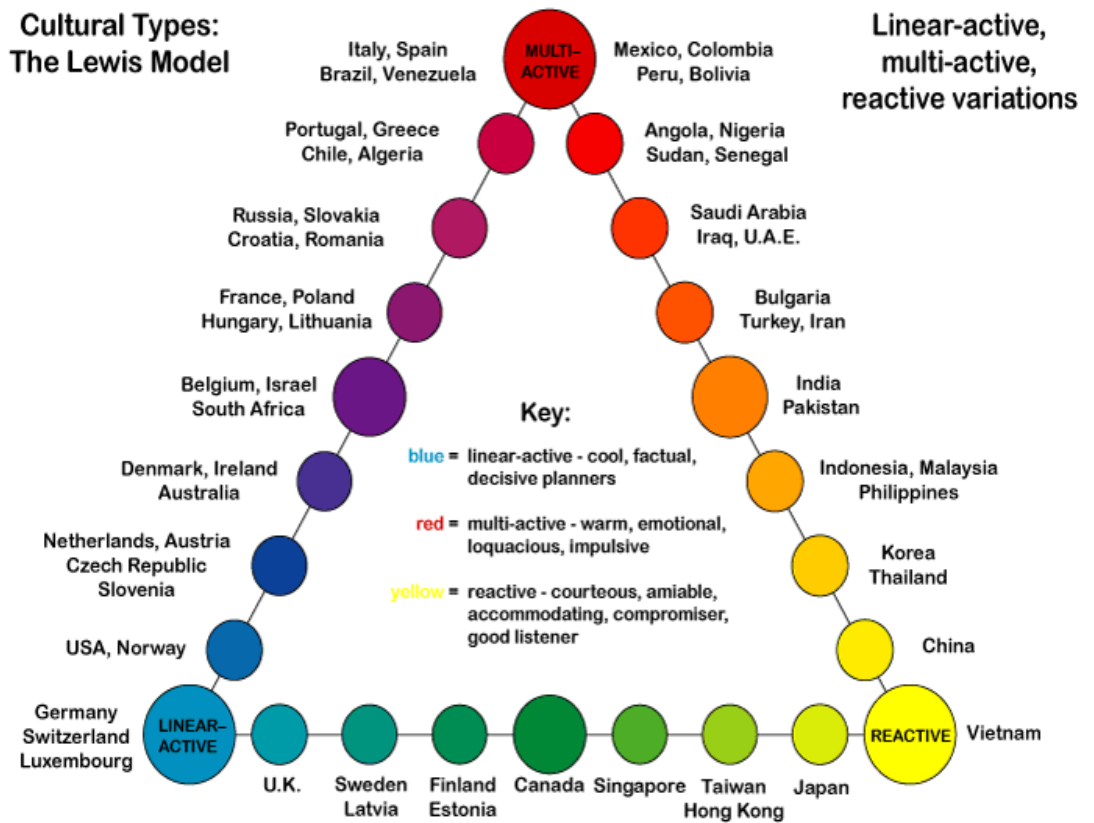 Cultural Types:
The Lewis Model
Linear-active,
multi-active,
reactive variations
MULTI–
ACTIVE
Italy, Spain
Brazil, Venezuela
Mexico, Colombia
Peru, Bolivia
Portugal, Greece
Chile, Algeria
Angola, Nigeria
Sudan, Senegal
Russia, Slovakia
Croatia, Romania
Saudi Arabia
Iraq, U.A.E.
France, Poland
Hungary, Lithuania
Bulgaria
Turkey, Iran
Belgium, Israel
South Africa
India
Pakistan
Denmark, Ireland
Australia
Indonesia, Malaysia
Philippines
Netherlands, Austria
Czech Republic
Slovenia
Korea
Thailand
USA, Norway
China
Key:
blue = linear-active - cool, factual,
decisive planners
red = multi-active - warm, emotional,
loquacious, impulsive
yellow = reactive - courteous, amiable,
accommodating, compromiser,
good listener
Germany
Switzerland
Luxembourg
LINEAR–
ACTIVE
REACTIVE
Vietnam
U.K.
Sweden
Latvia
Finland
Estonia
Canada
Singapore
Taiwan
Hong Kong
Japan